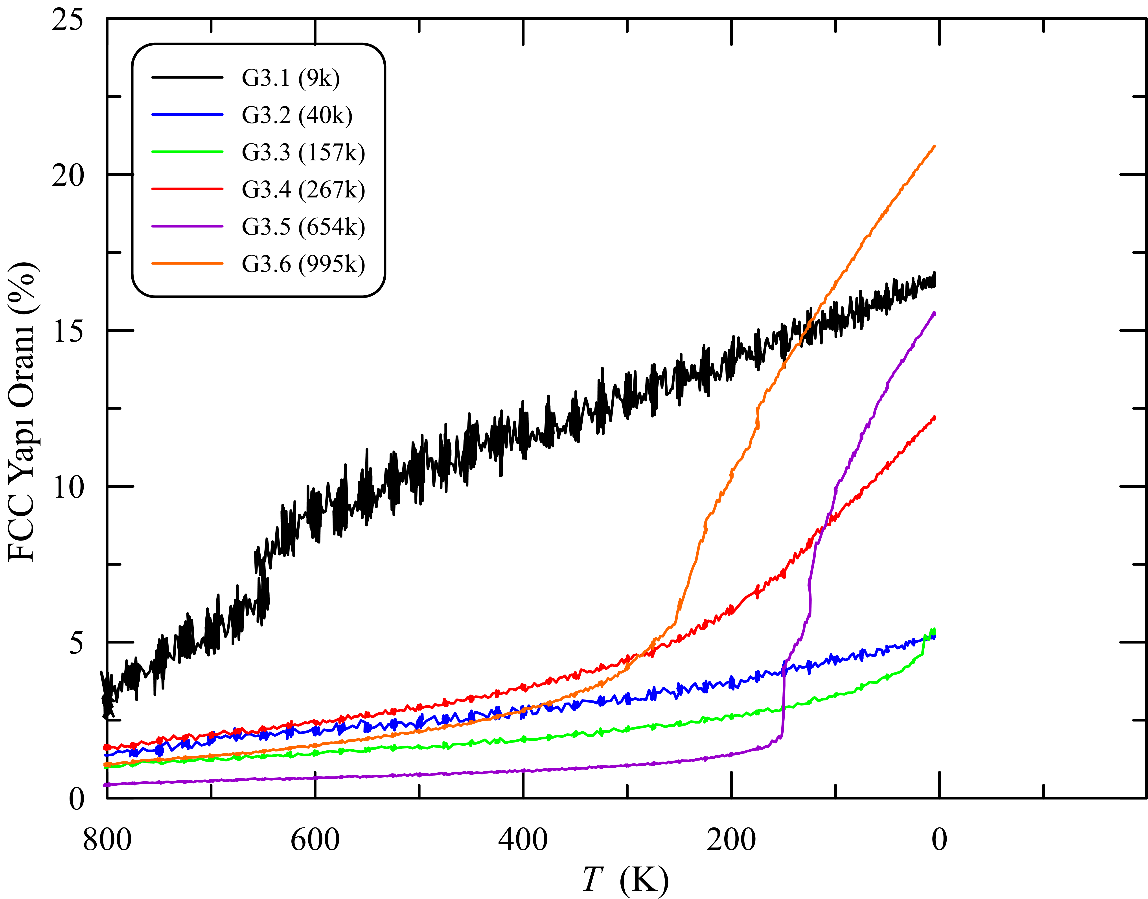 25
20
15
10
5
0
FCC Yapı Oranı (%)
G3.1 (9k)
G3.2 (40k)
G3.3 (157k)
G3.4 (267k)
G3.5 (654k)
G3.6 (995k)
800
600
400
200
0
T (K)